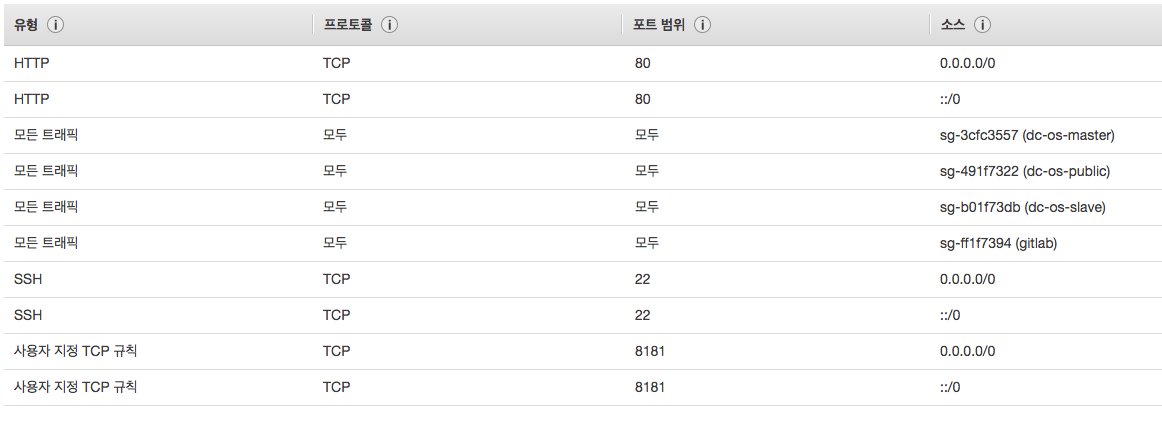 유형 프로토콜 포트 범위 소스
HTTP TCP 80 0.0.0.0/0
HTTP TCP 80 ::/0
모든 트래픽 모두 모두 sg-3cfc3557 (dc-os-master)
모든 트래픽 모두 모두 sg-491f7322 (dc-os-public)
모든 트래픽 모두 모두 sg-b01f73db (dc-os-slave)
모든 트래픽 모두 모두 sg-ff1f7394 (gitlab)
SSH TCP 22 0.0.0.0/0
SSH TCP 22 ::/0
사용자 지정 TCP 규칙 TCP 8181 0.0.0.0/0
사용자 지정 TCP 규칙 TCP 8181 ::/0